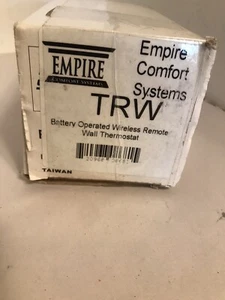 EMPIRE
COMFORT SYSTEMS
Empire
Comfort
Systems
TRW
Battery Operated Wireless Remote
Wall Thermostat
TAIWAN